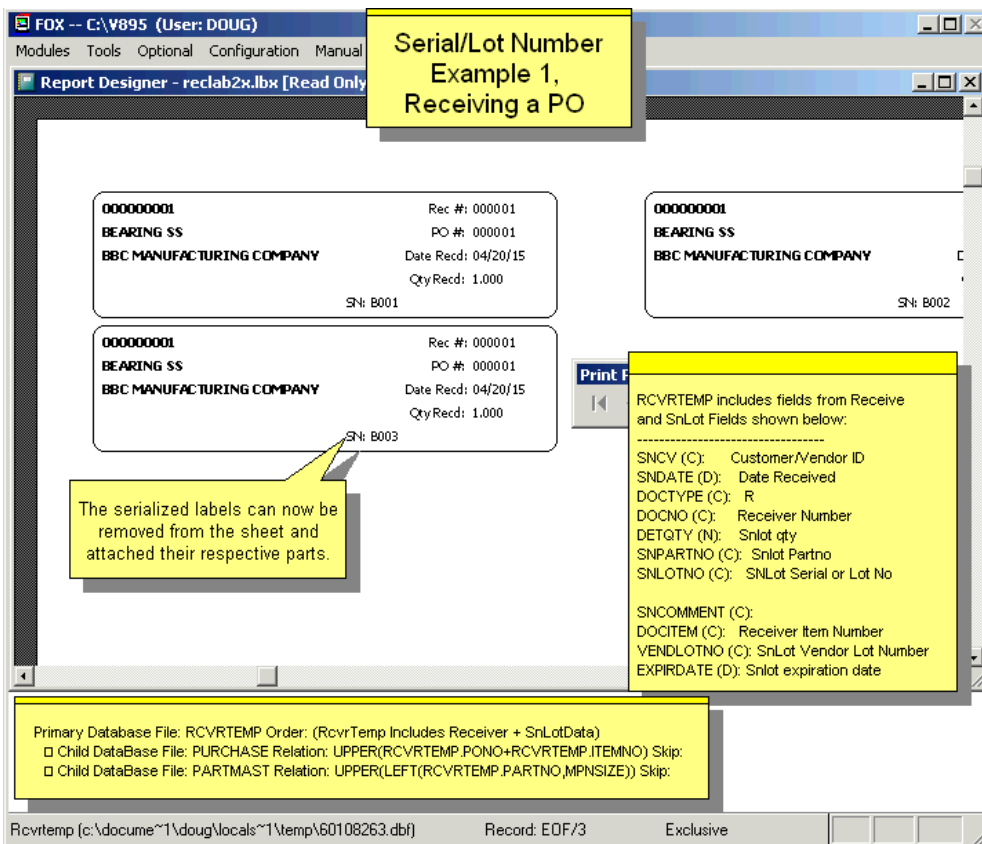 FOX -- C:\V895 (User: DOUG)
Modules Tools Optional Configuration Manual
Serial/Lot Number
Example 1,
Receiving a PO
Report Designer - reclab2x.lbx [Read Only
000000001 Rec #: 000001
BEARING SS PO #: 000001
BBC MANUFACTURING COMPANY Date Recd: 04/20/15
Qty Recd: 1.000
SN: B001
000000001
BEARING SS
BBC MANUFACTURING COMPANY
SN: B002
000000001 Rec #: 000001
BEARING SS PO #: 000001
BBC MANUFACTURING COMPANY Date Recd: 04/20/15
Qty Recd: 1.000
SN: B003
Print
The serialized labels can now be
removed from the sheet and
attached their respective parts.
RCVRTEMP includes fields from Receive
and SnLot Fields shown below:
---------------------------------
SNCV (C): Customer/Vendor ID
SNDATE (D): Date Received
DOCTYPE (C): R
DOCNO (C): Receiver Number
DETQTY (N): Snlot qty
SNPARTNO (C): Snlot Partno
SNLOTNO (C): SNLot Serial or Lot No
SNCOMMENT (C):
DOCITEM (C): Receiver Item Number
VENDLOTNO (C): SnLot Vendor Lot Number
EXPIRDATE (D): Snlot expiration date
Primary Database File: RCVRTEMP Order: (RcvrTemp Includes Receiver + SnLotData)
Child DataBase File: PURCHASE Relation: UPPER(RCVRTEMP.PONO+RCVRTEMP.ITEMNO) Skip:
Child DataBase File: PARTMAST Relation: UPPER(LEFT(RCVRTEMP.PARTNO,MPNSIZE)) Skip:
Rcvrtemp (c:\docume~1\doug\locals~1\temp\60108263.dbf) Record: EOF/3 Exclusive